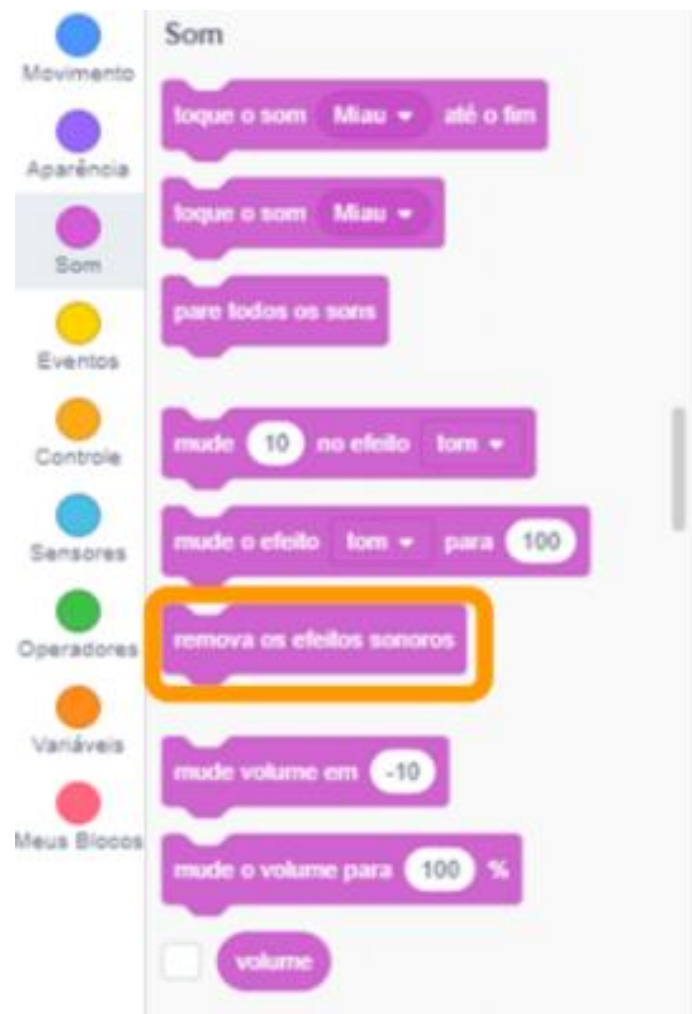 Movimento
Aparência
Som
Eventos
Controle
Sensores
Operadores
Variáveis
Meus Blocos
Som
toque o som Miau até o fim
toque o som Miau
pare todos os sons
mude 10 no efeito tom
mude o efeito tom para 100
remova os efeitos sonoros
mude volume em -10
mude o volume para 100 %
volume